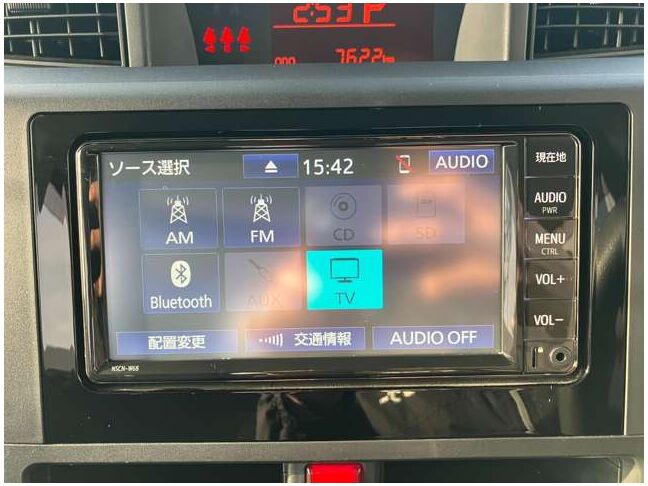 2:53 P
ODO 7622km
ソース選択 15:42 AUDIO
AM FM CD SD
Bluetooth AUX TV
配置変更 交通情報 AUDIO OFF
現在地
AUDIO
PWR
MENU
CTRL
VOL+
VOL-
NSCN-W68